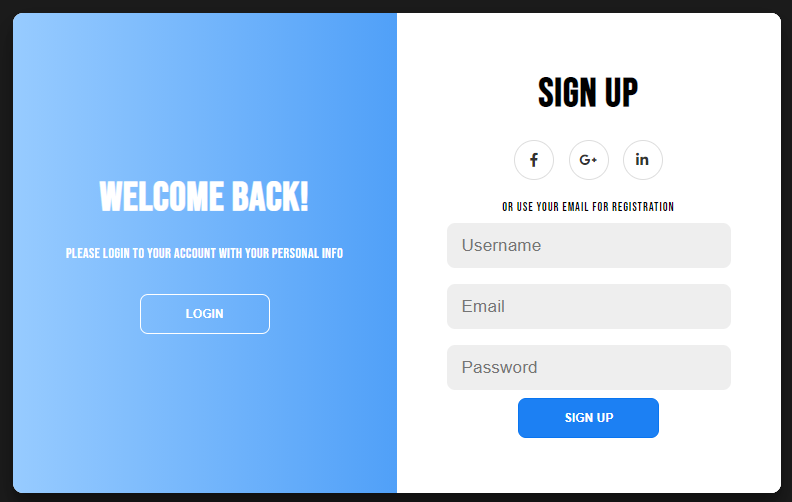 WELCOME BACK!
PLEASE LOGIN TO YOUR ACCOUNT WITH YOUR PERSONAL INFO
LOGIN
SIGN UP
f G+ in
OR USE YOUR EMAIL FOR REGISTRATION
Username
Email
Password
SIGN UP